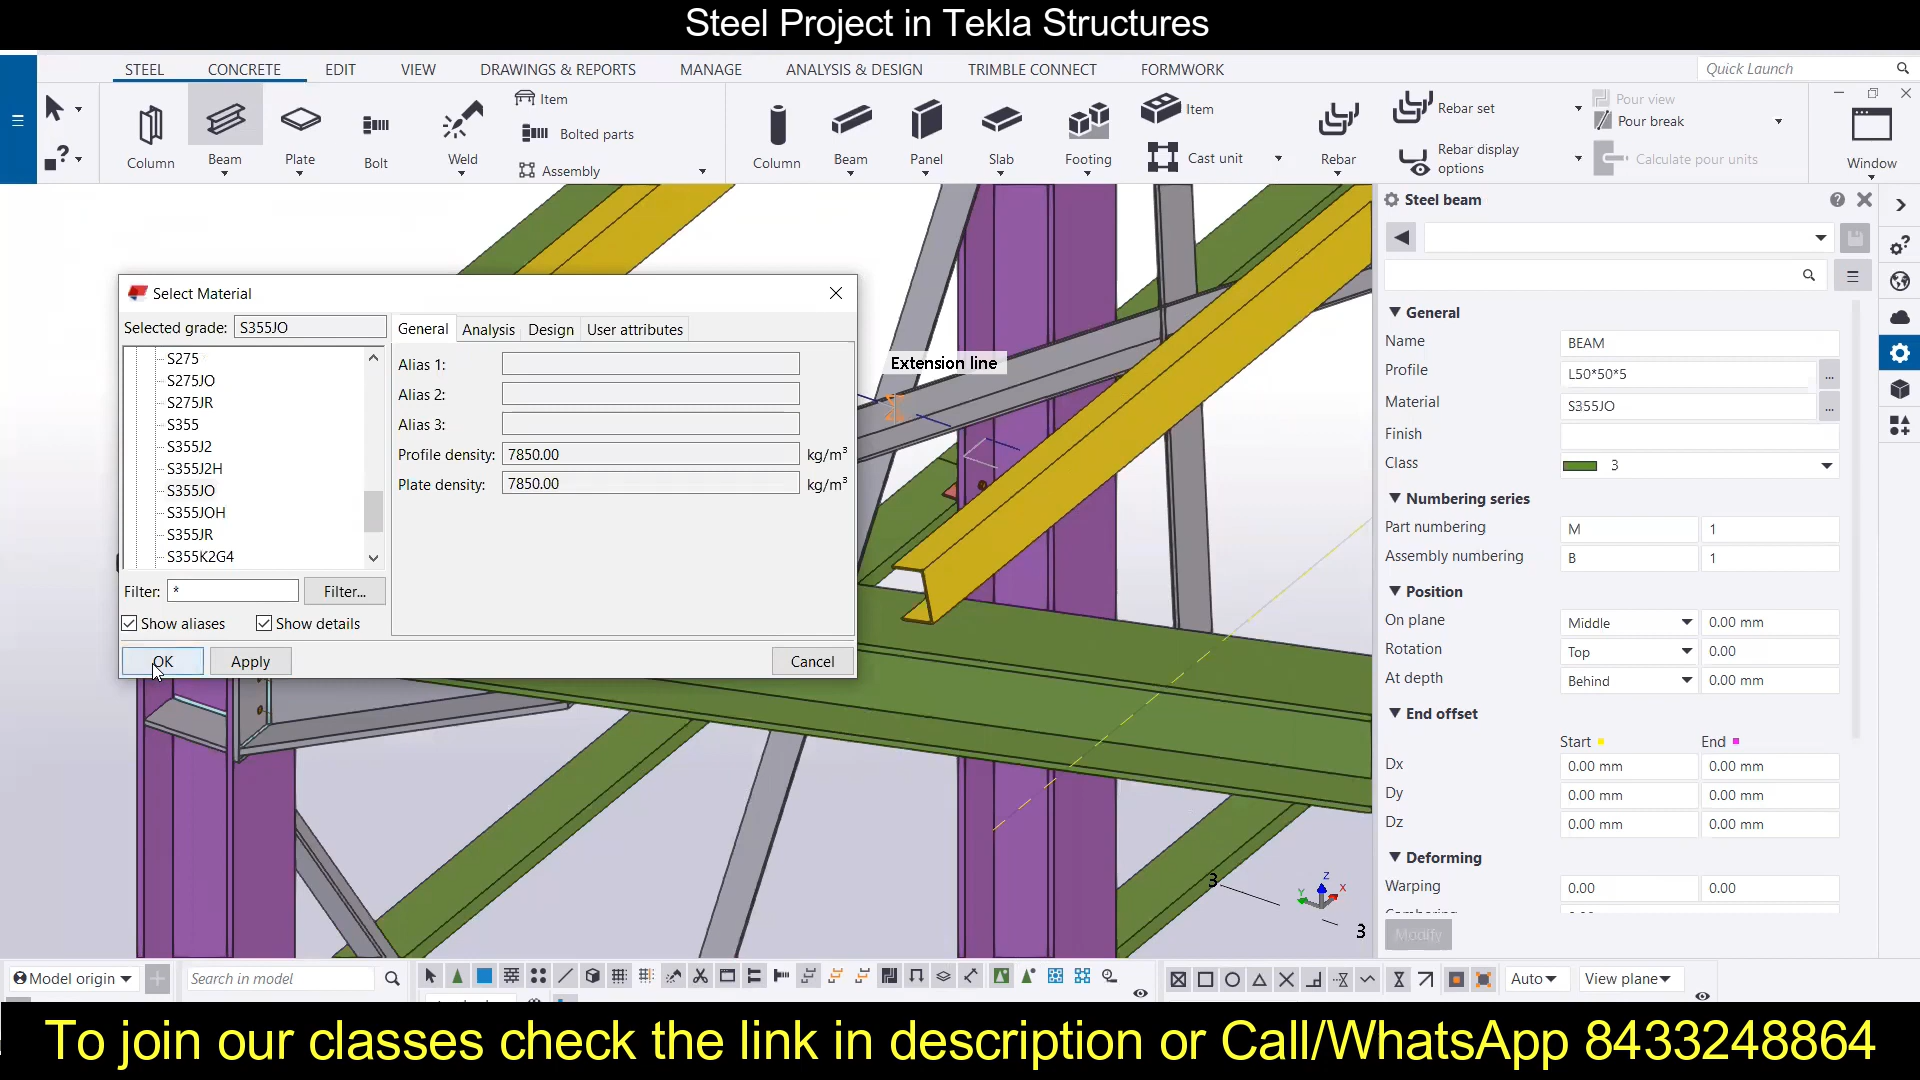 Steel Project in Tekla Structures
STEEL CONCRETE EDIT VIEW DRAWINGS & REPORTS MANAGE ANALYSIS & DESIGN TRIMBLE CONNECT FORMWORK Quick Launch
Item Item Rebar set Pour view
Bolted parts Pour break
Column Beam Plate Bolt Weld Column Beam Panel Slab Footing Cast unit Rebar Rebar display Calculate pour units Window
options
Assembly
Steel beam
Select Material
Selected grade: S355JO
General Analysis Design User attributes
S275
S275JO
S275JR
S355
S355J2
S355J2H
S355JO
S355JOH
S355JR
S355K2G4
Alias 1:
Alias 2:
Alias 3:
Profile density: 7850.00 kg/m³
Plate density: 7850.00 kg/m³
Filter: * Filter...
Show aliases Show details
OK Apply Cancel
Extension line
General
Name BEAM
Profile L50*50*5 ...
Material S355JO ...
Finish
Class 3
Numbering series
Part numbering M 1
Assembly numbering B 1
Position
On plane Middle 0.00 mm
Rotation Top 0.00
At depth Behind 0.00 mm
End offset
Start End
Dx 0.00 mm 0.00 mm
Dy 0.00 mm 0.00 mm
Dz 0.00 mm 0.00 mm
Deforming
Warping 0.00 0.00
Modify
Z
Y X
3
3
Model origin Search in model Auto View plane
To join our classes check the link in description or Call/WhatsApp 8433248864